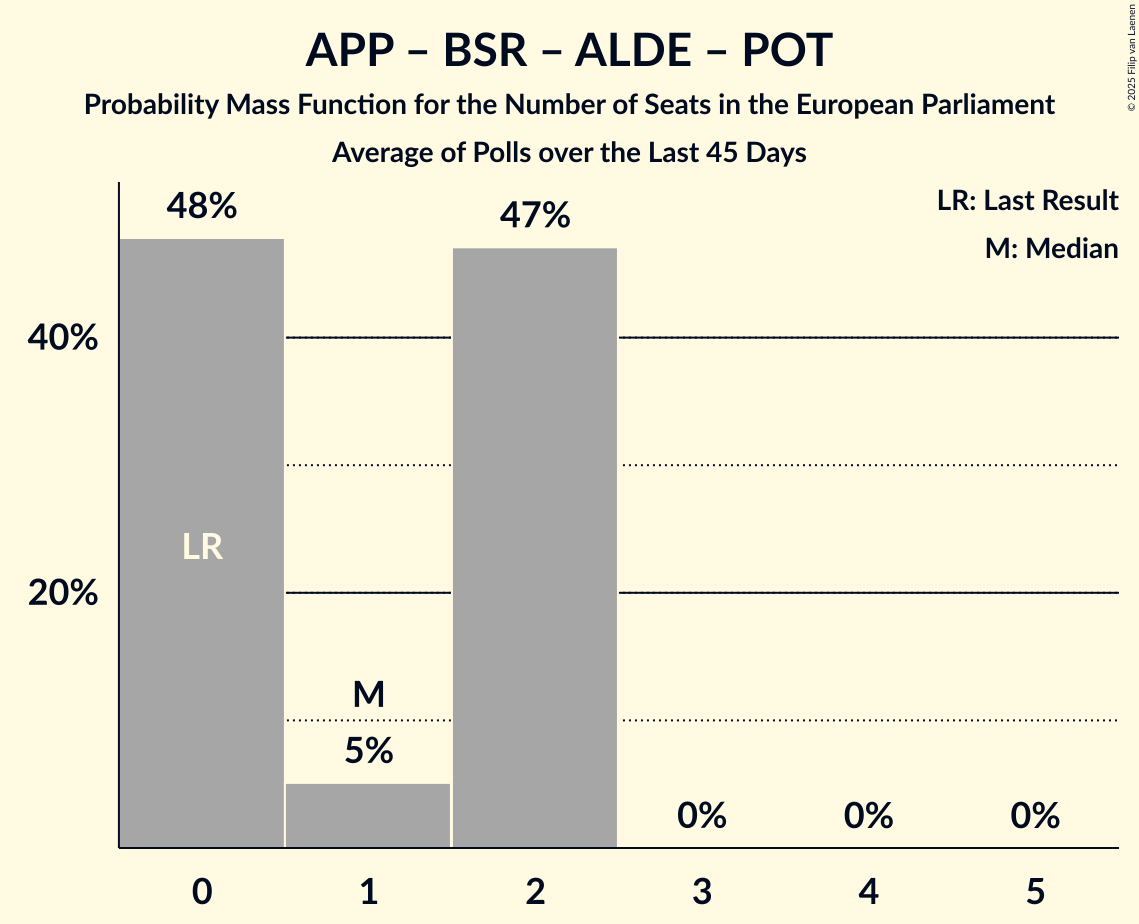 APP – BSR – ALDE – POT
Probability Mass Function for the Number of Seats in the European Parliament
Average of Polls over the Last 45 Days
© 2025 Filip van Laenen
LR: Last Result
M: Median
48%
47%
40%
LR
20%
M
5%
0%
0%
0%
0
1
2
3
4
5